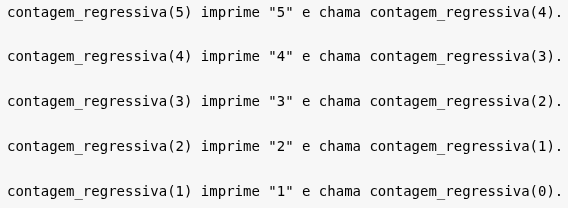 contagem_regressiva(5) imprime "5" e chama contagem_regressiva(4).
contagem_regressiva(4) imprime "4" e chama contagem_regressiva(3).
contagem_regressiva(3) imprime "3" e chama contagem_regressiva(2).
contagem_regressiva(2) imprime "2" e chama contagem_regressiva(1).
contagem_regressiva(1) imprime "1" e chama contagem_regressiva(0).